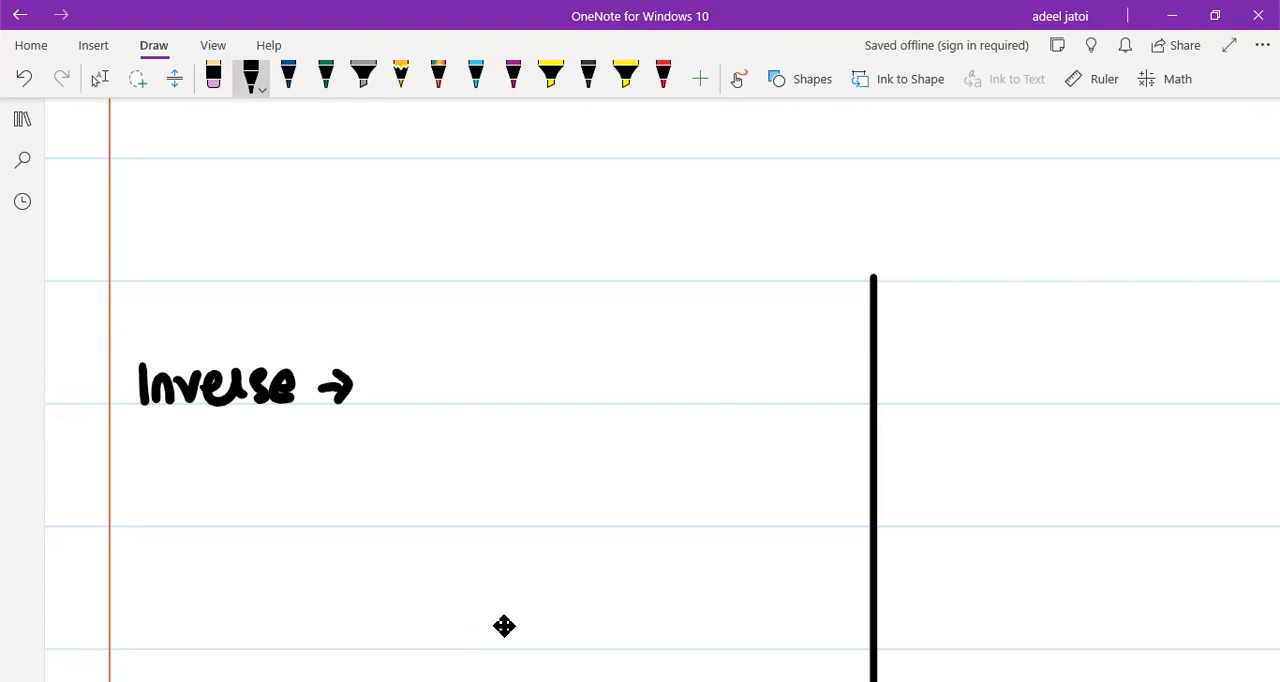 OneNote for Windows 10
adeel jatoi
Home Insert Draw View Help
Saved offline (sign in required) Share
Shapes Ink to Shape Ink to Text Ruler Math
Inverse →